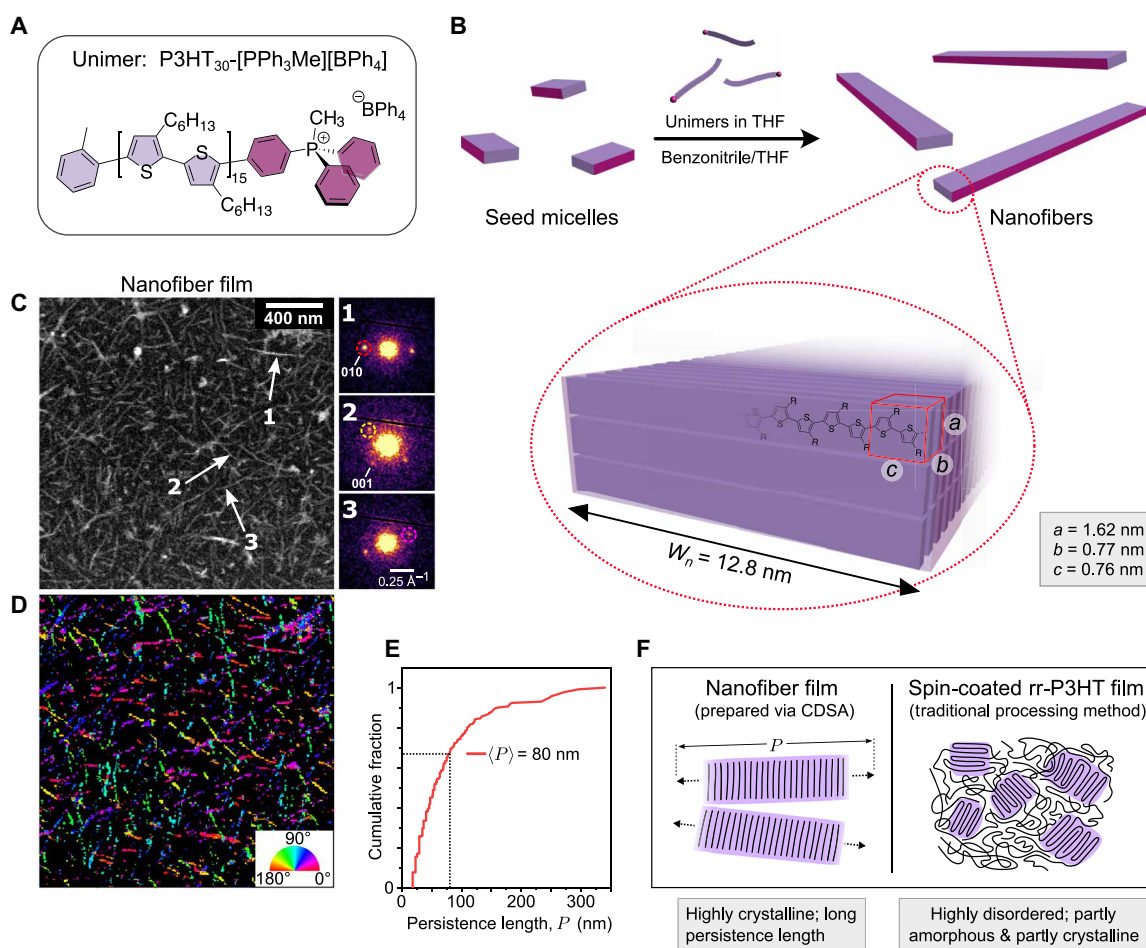 A
Unimer: P3HT₃₀-[PPh₃Me][BPh₄]
C₆H₁₃
S
S
15
C₆H₁₃
CH3
P
⊕
⊖
BPh₄
B
Unimers in THF
Benzonitrile/THF
Seed micelles
Nanofibers
R
R
R
R
R
R
S
S
S
S
S
S
S
a
b
c
Wₙ = 12.8 nm
a = 1.62 nm
b = 0.77 nm
c = 0.76 nm
C
Nanofiber film
400 nm
1
2
3
1
010
2
001
3
0.25 Å⁻¹
D
90°
180°
0°
E
Cumulative fraction
1
0
⟨P⟩ = 80 nm
0
100
200
300
Persistence length, P (nm)
F
Nanofiber film
(prepared via CDSA)
P
Highly crystalline; long
persistence length
Spin-coated rr-P3HT film
(traditional processing method)
Highly disordered; partly
amorphous & partly crystalline